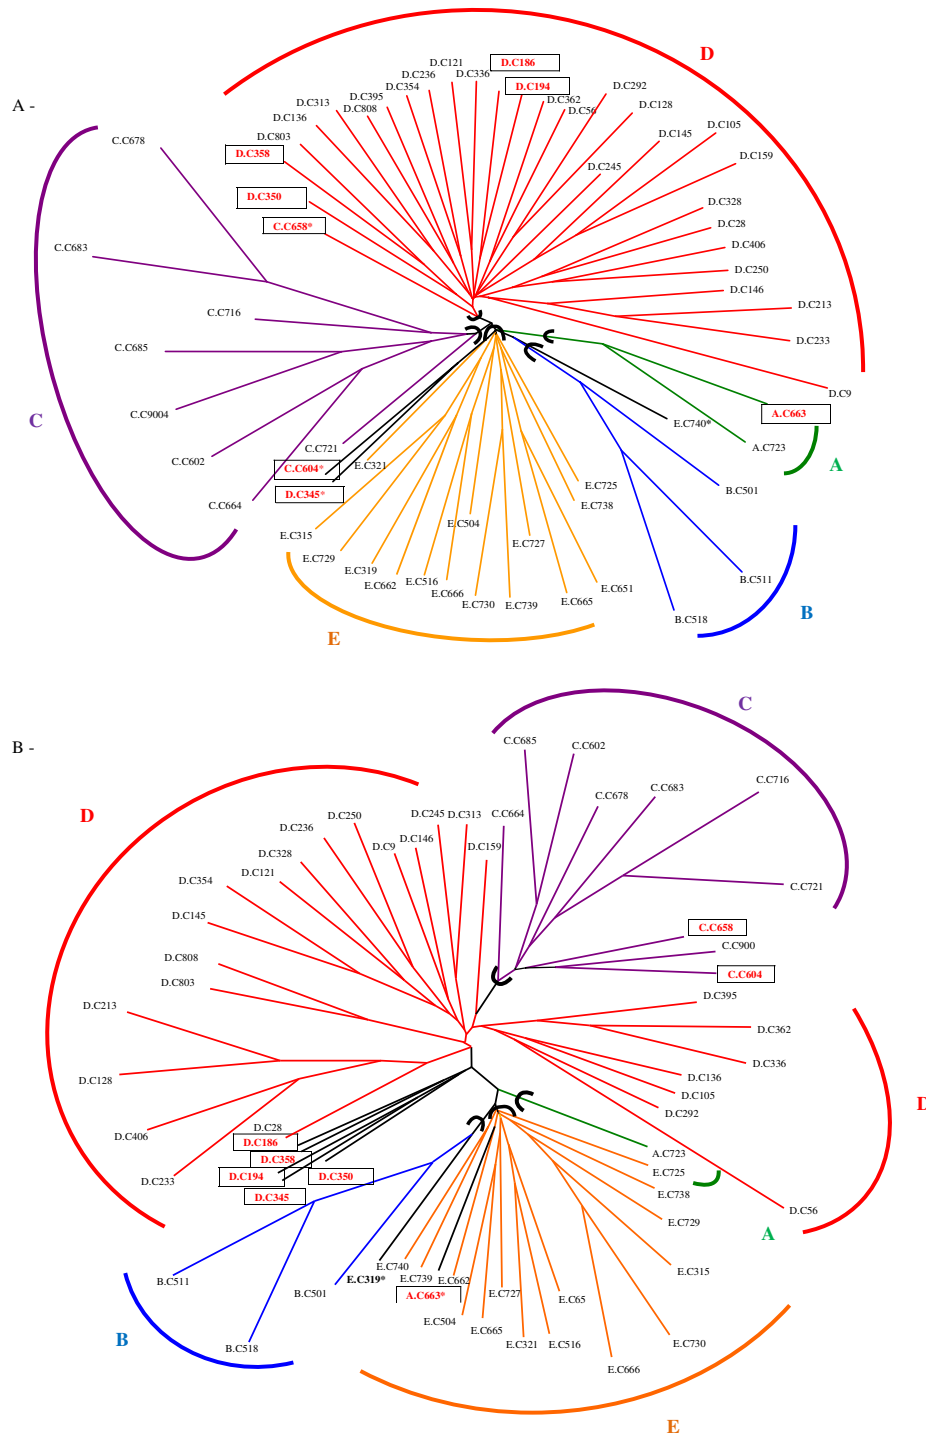 A -
D
D.C121
D.C186
D.C236
D.C336
D.C354
D.C194
D.C292
D.C395
D.C362
D.C313
D.C808
D.C56
D.C128
D.C136
D.C105
D.C803
D.C145
C.C678
D.C358
D.C159
D.C245
D.C350
D.C328
C.C658*
D.C28
C.C683
D.C406
D.C250
D.C146
C.C716
D.C213
D.C233
C.C685
D.C9
C.C9004
A.C663
C
E.C740*
C.C721
A.C723
C.C602
C.C604*
E.C321
A
D.C345*
E.C725
B.C501
C.C664
E.C738
E.C504
E.C315
E.C727
E.C729
E.C319
B.C511
E.C662
E.C516
E.C666
E.C651
E.C730
E.C739
E.C665
B
B.C518
E
C
B -
C.C685
C.C602
C.C716
D
C.C678
C.C683
D.C250
D.C245
D.C313
C.C664
D.C236
D.C9
D.C146
D.C159
D.C328
D.C121
D.C354
C.C721
D.C145
C.C658
C.C900
D.C808
C.C604
D.C803
D.C395
D.C213
D.C362
D.C336
D.C128
D.C136
D.C105
D
D.C292
D.C28
D.C406
D.C186
A.C723
D.C358
E.C725
D.C194
D.C350
D.C233
E.C738
D.C345
D.C56
E.C729
A
E.C740
E.C315
B.C511
E.C319*
E.C739
E.C662
B.C501
A.C663*
E.C727
E.C65
E.C504
E.C665
B
E.C321
E.C516
E.C730
B.C518
E.C666
E